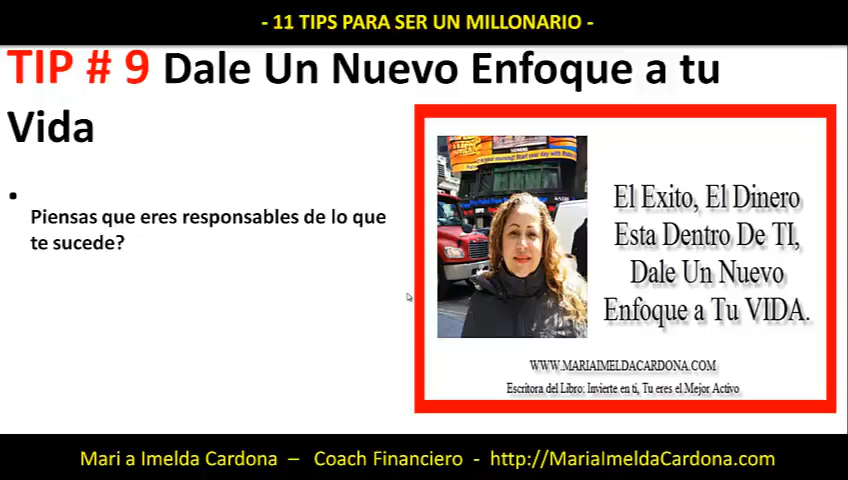 - 11 TIPS PARA SER UN MILLONARIO -
TIP # 9 Dale Un Nuevo Enfoque a tu
Vida
Piensas que eres responsables de lo que
te sucede?
El Exito, El Dinero
Esta Dentro De TI,
Dale Un Nuevo
Enfoque a Tu VIDA.
WWW.MARIAIMELDACARDONA.COM
Escritora del Libro: Invierte en ti, Tu eres el Mejor Activo
Mari a Imelda Cardona – Coach Financiero - http://MariaImeldaCardona.com